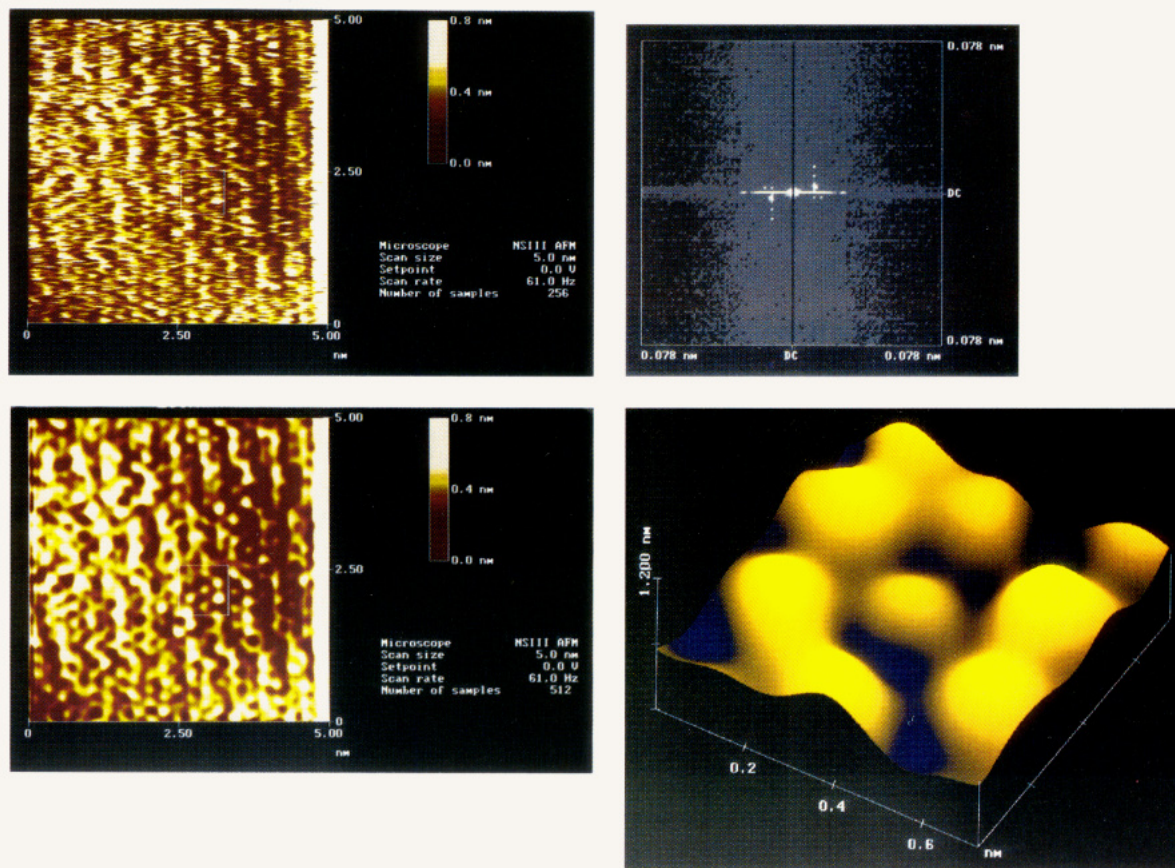 5.00
0.8 nm
0.4 nm
0.0 nm
2.50
Microscope NSIII AFM
Scan size 5.0 nm
Setpoint 0.0 V
Scan rate 61.0 Hz
Number of samples 256
0
0 2.50 5.00
nm
0.078 nm
DC
0.078 nm
0.078 nm DC 0.078 nm
5.00
0.8 nm
0.4 nm
0.0 nm
2.50
Microscope NSIII AFM
Scan size 5.0 nm
Setpoint 0.0 V
Scan rate 61.0 Hz
Number of samples 512
0
0 2.50 5.00
nm
1.200 nm
0.2
0.4
0.6
nm